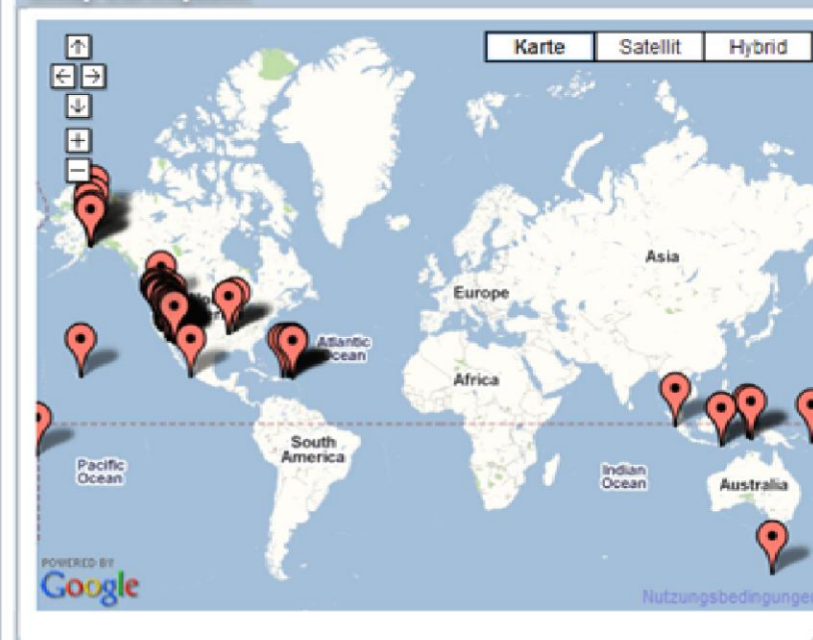 Karte Satellit Hybrid
Asia
Europe
Atlantic
Ocean
Africa
South
America
Pacific
Ocean
Indian
Ocean
Australia
POWERED BY
Google
Nutzungsbedingungen